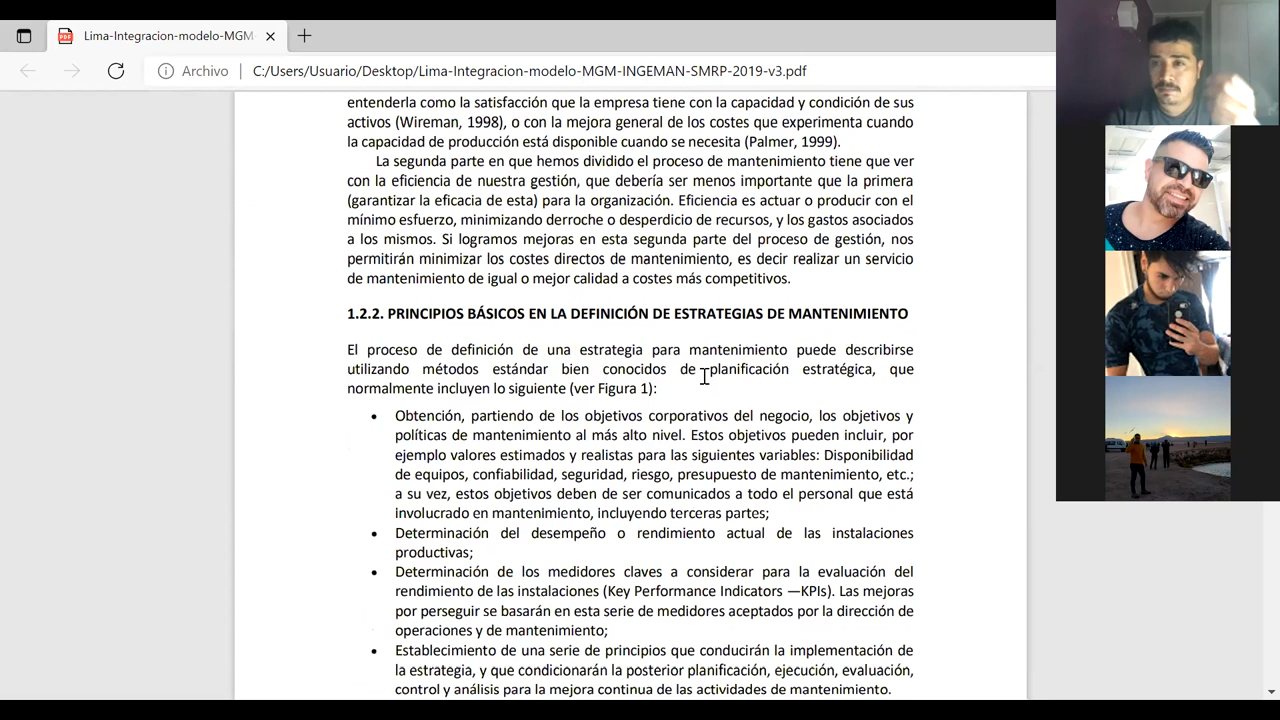 Lima-Integracion-modelo-MGM-
Archivo
C:/Users/Usuario/Desktop/Lima-Integracion-modelo-MGM-INGEMAN-SMRP-2019-v3.pdf
entenderla como la satisfacción que la empresa tiene con la capacidad y condición de sus
activos (Wireman, 1998), o con la mejora general de los costes que experimenta cuando
la capacidad de producción está disponible cuando se necesita (Palmer, 1999).
La segunda parte en que hemos dividido el proceso de mantenimiento tiene que ver
con la eficiencia de nuestra gestión, que debería ser menos importante que la primera
(garantizar la eficacia de esta) para la organización. Eficiencia es actuar o producir con el
mínimo esfuerzo, minimizando derroche o desperdicio de recursos, y los gastos asociados
a los mismos. Si logramos mejoras en esta segunda parte del proceso de gestión, nos
permitirán minimizar los costes directos de mantenimiento, es decir realizar un servicio
de mantenimiento de igual o mejor calidad a costes más competitivos.
1.2.2. PRINCIPIOS BÁSICOS EN LA DEFINICIÓN DE ESTRATEGIAS DE MANTENIMIENTO
El proceso de definición de una estrategia para mantenimiento puede describirse
utilizando métodos estándar bien conocidos de planificación estratégica, que
normalmente incluyen lo siguiente (ver Figura 1):
• Obtención, partiendo de los objetivos corporativos del negocio, los objetivos y
políticas de mantenimiento al más alto nivel. Estos objetivos pueden incluir, por
ejemplo valores estimados y realistas para las siguientes variables: Disponibilidad
de equipos, confiabilidad, seguridad, riesgo, presupuesto de mantenimiento, etc.;
a su vez, estos objetivos deben de ser comunicados a todo el personal que está
involucrado en mantenimiento, incluyendo terceras partes;
• Determinación del desempeño o rendimiento actual de las instalaciones
productivas;
• Determinación de los medidores claves a considerar para la evaluación del
rendimiento de las instalaciones (Key Performance Indicators —KPIs). Las mejoras
por perseguir se basarán en esta serie de medidores aceptados por la dirección de
operaciones y de mantenimiento;
• Establecimiento de una serie de principios que conducirán la implementación de
la estrategia, y que condicionarán la posterior planificación, ejecución, evaluación,
control y análisis para la mejora continua de las actividades de mantenimiento.